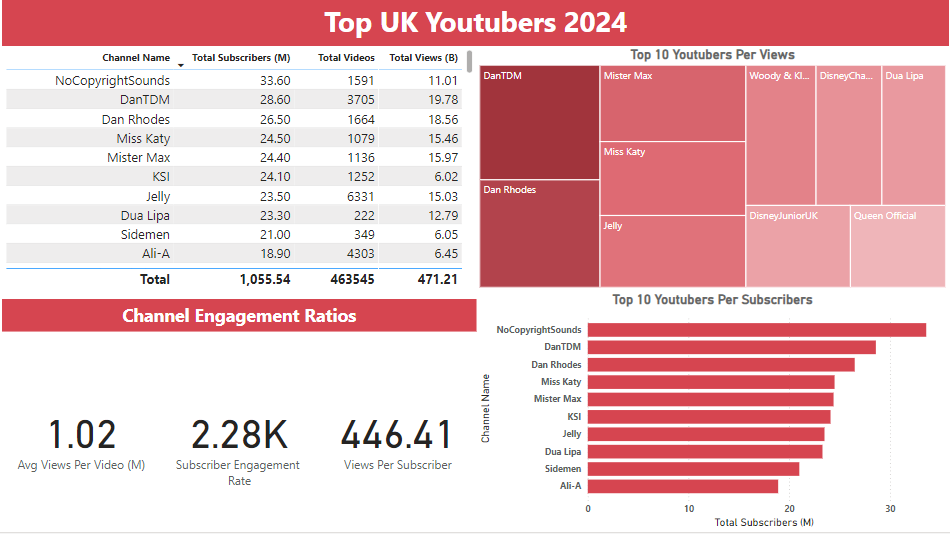 Top UK Youtubers 2024
Channel Name Total Subscribers (M) Total Videos Total Views (B)
NoCopyrightSounds 33.60 1591 11.01
DanTDM 28.60 3705 19.78
Dan Rhodes 26.50 1664 18.56
Miss Katy 24.50 1079 15.46
Mister Max 24.40 1136 15.97
KSI 24.10 1252 6.02
Jelly 23.50 6331 15.03
Dua Lipa 23.30 222 12.79
Sidemen 21.00 349 6.05
Ali-A 18.90 4303 6.45
Total 1,055.54 463545 471.21
Top 10 Youtubers Per Views
DanTDM
Dan Rhodes
Mister Max
Miss Katy
Jelly
Woody & Kl...
DisneyCha...
Dua Lipa
DisneyJuniorUK
Queen Official
Channel Engagement Ratios
1.02
Avg Views Per Video (M)
2.28K
Subscriber Engagement
Rate
446.41
Views Per Subscriber
Top 10 Youtubers Per Subscribers
Channel Name
NoCopyrightSounds
DanTDM
Dan Rhodes
Miss Katy
Mister Max
KSI
Jelly
Dua Lipa
Sidemen
Ali-A
0 10 20 30
Total Subscribers (M)